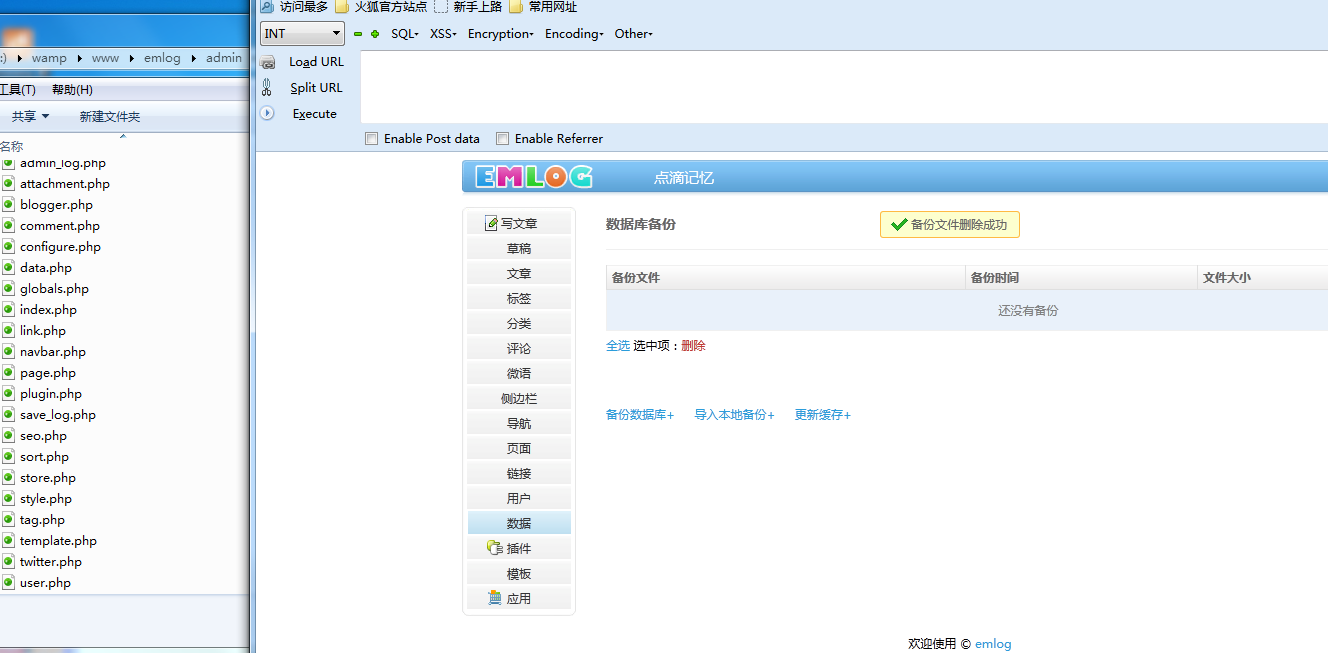 访问最多 火狐官方站点 新手上路 常用网址
INT SQL- XSS- Encryption- Encoding- Other-
Load URL
Split URL
Execute
Enable Post data Enable Referrer
:) wamp www emlog admin
工具(T) 帮助(H)
共享 新建文件夹
名称
admin_log.php
attachment.php
blogger.php
comment.php
configure.php
data.php
globals.php
index.php
link.php
navbar.php
page.php
plugin.php
save_log.php
seo.php
sort.php
store.php
style.php
tag.php
template.php
twitter.php
user.php
EMLOG 点滴记忆
写文章
草稿
文章
标签
分类
评论
微语
侧边栏
导航
页面
链接
用户
数据
插件
模板
应用
数据库备份 备份文件删除成功
备份文件 备份时间 文件大小
还没有备份
全选 选中项：删除
备份数据库+ 导入本地备份+ 更新缓存+
欢迎使用 © emlog